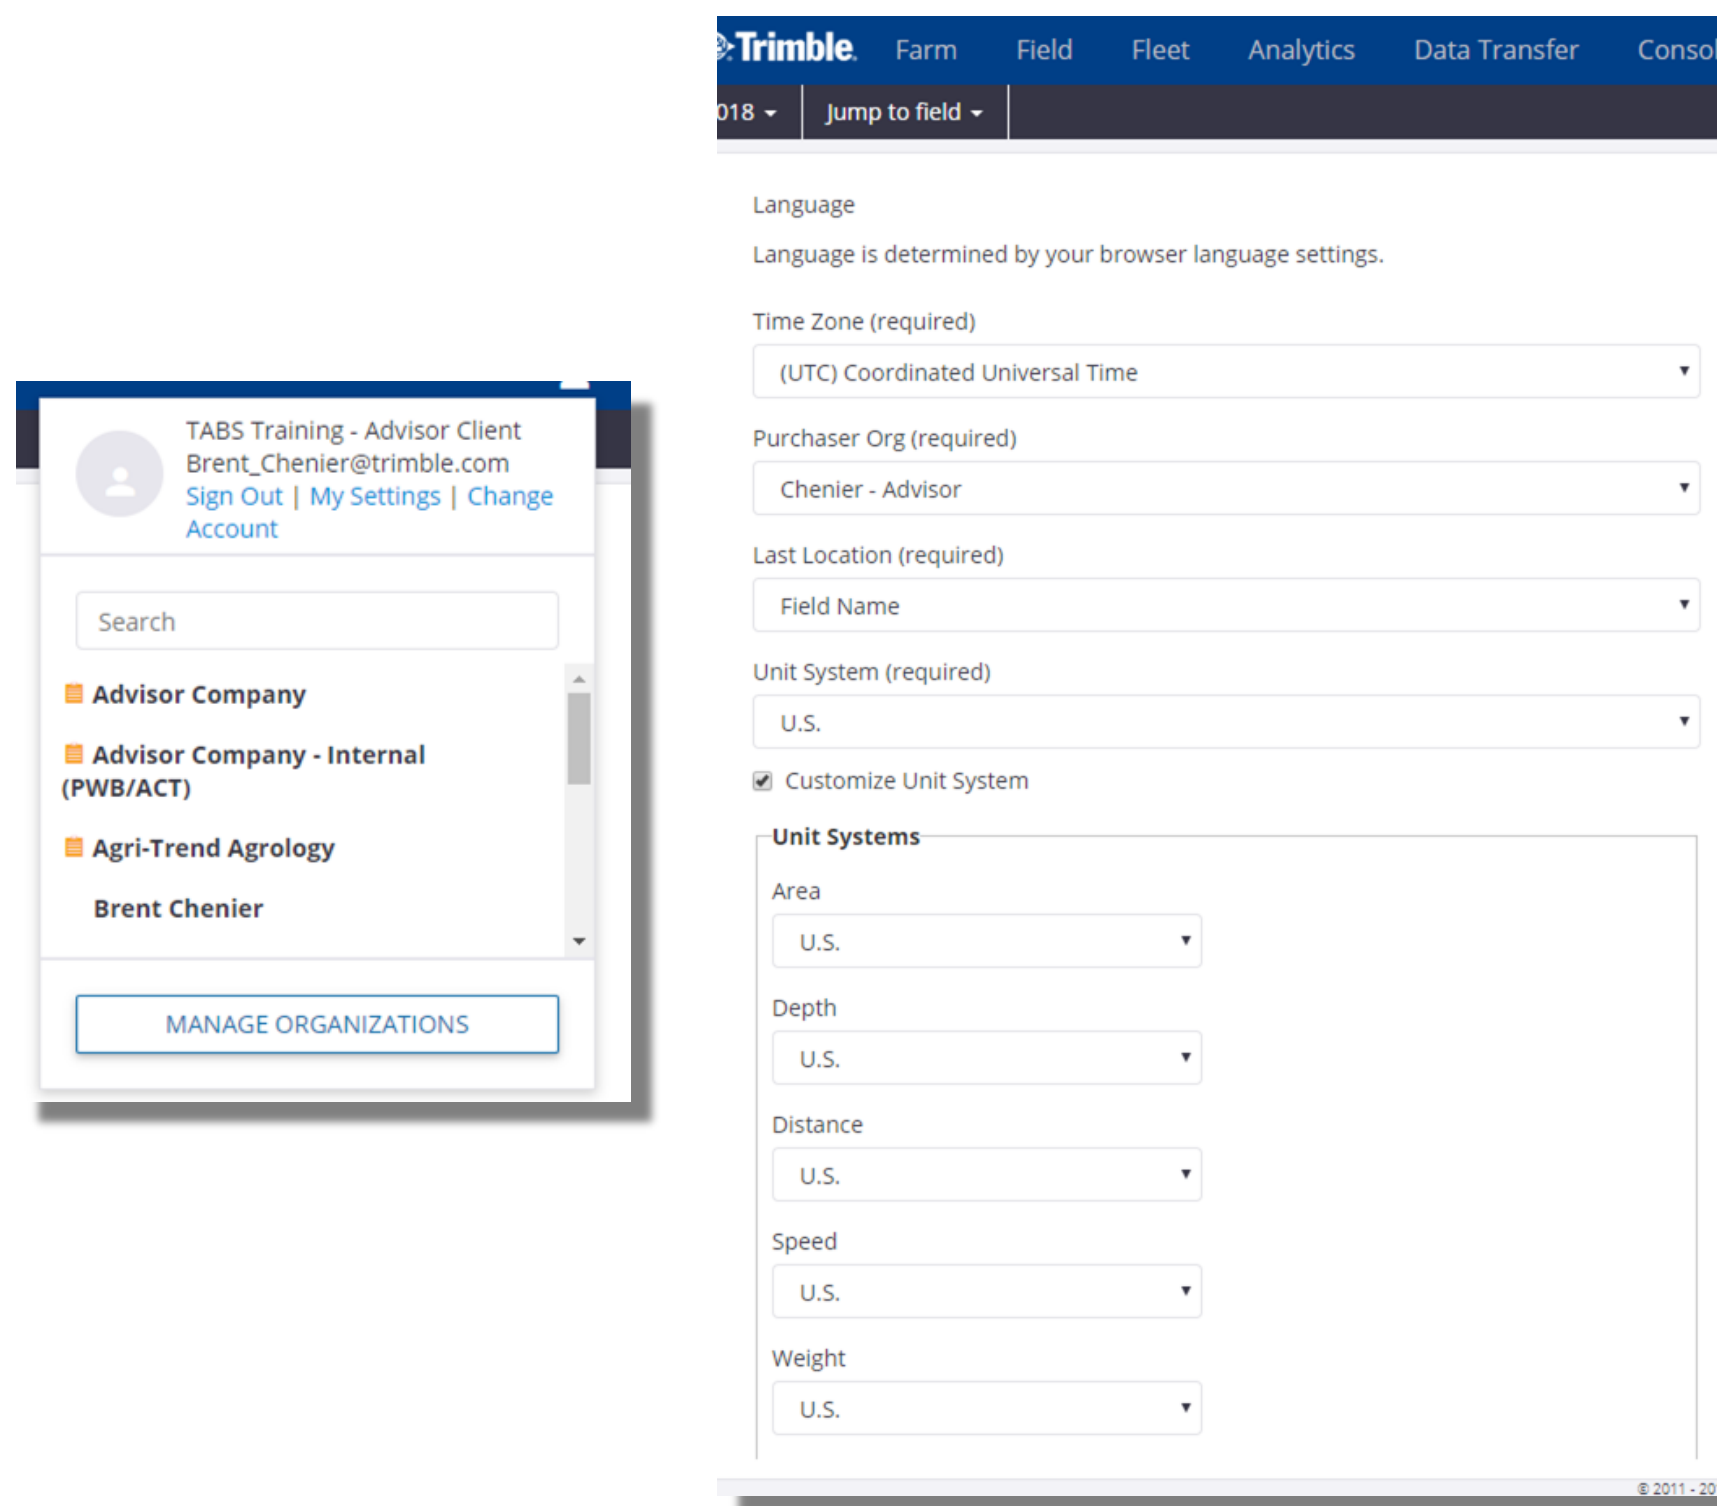 TABS Training - Advisor Client
Brent_Chenier@trimble.com
Sign Out | My Settings | Change
Account
Search
Advisor Company
Advisor Company - Internal
(PWB/ACT)
Agri-Trend Agrology
Brent Chenier
MANAGE ORGANIZATIONS
Trimble. Farm Field Fleet Analytics Data Transfer Consol
018 Jump to field
Language
Language is determined by your browser language settings.
Time Zone (required)
(UTC) Coordinated Universal Time
Purchaser Org (required)
Chenier - Advisor
Last Location (required)
Field Name
Unit System (required)
U.S.
Customize Unit System
Unit Systems
Area
U.S.
Depth
U.S.
Distance
U.S.
Speed
U.S.
Weight
U.S.
© 2011 - 20